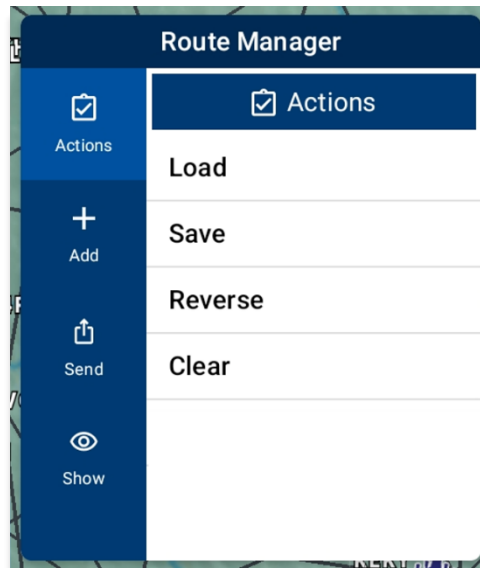 Route Manager
Actions
Actions
Load
Add
Save
Reverse
Send
Clear
Show